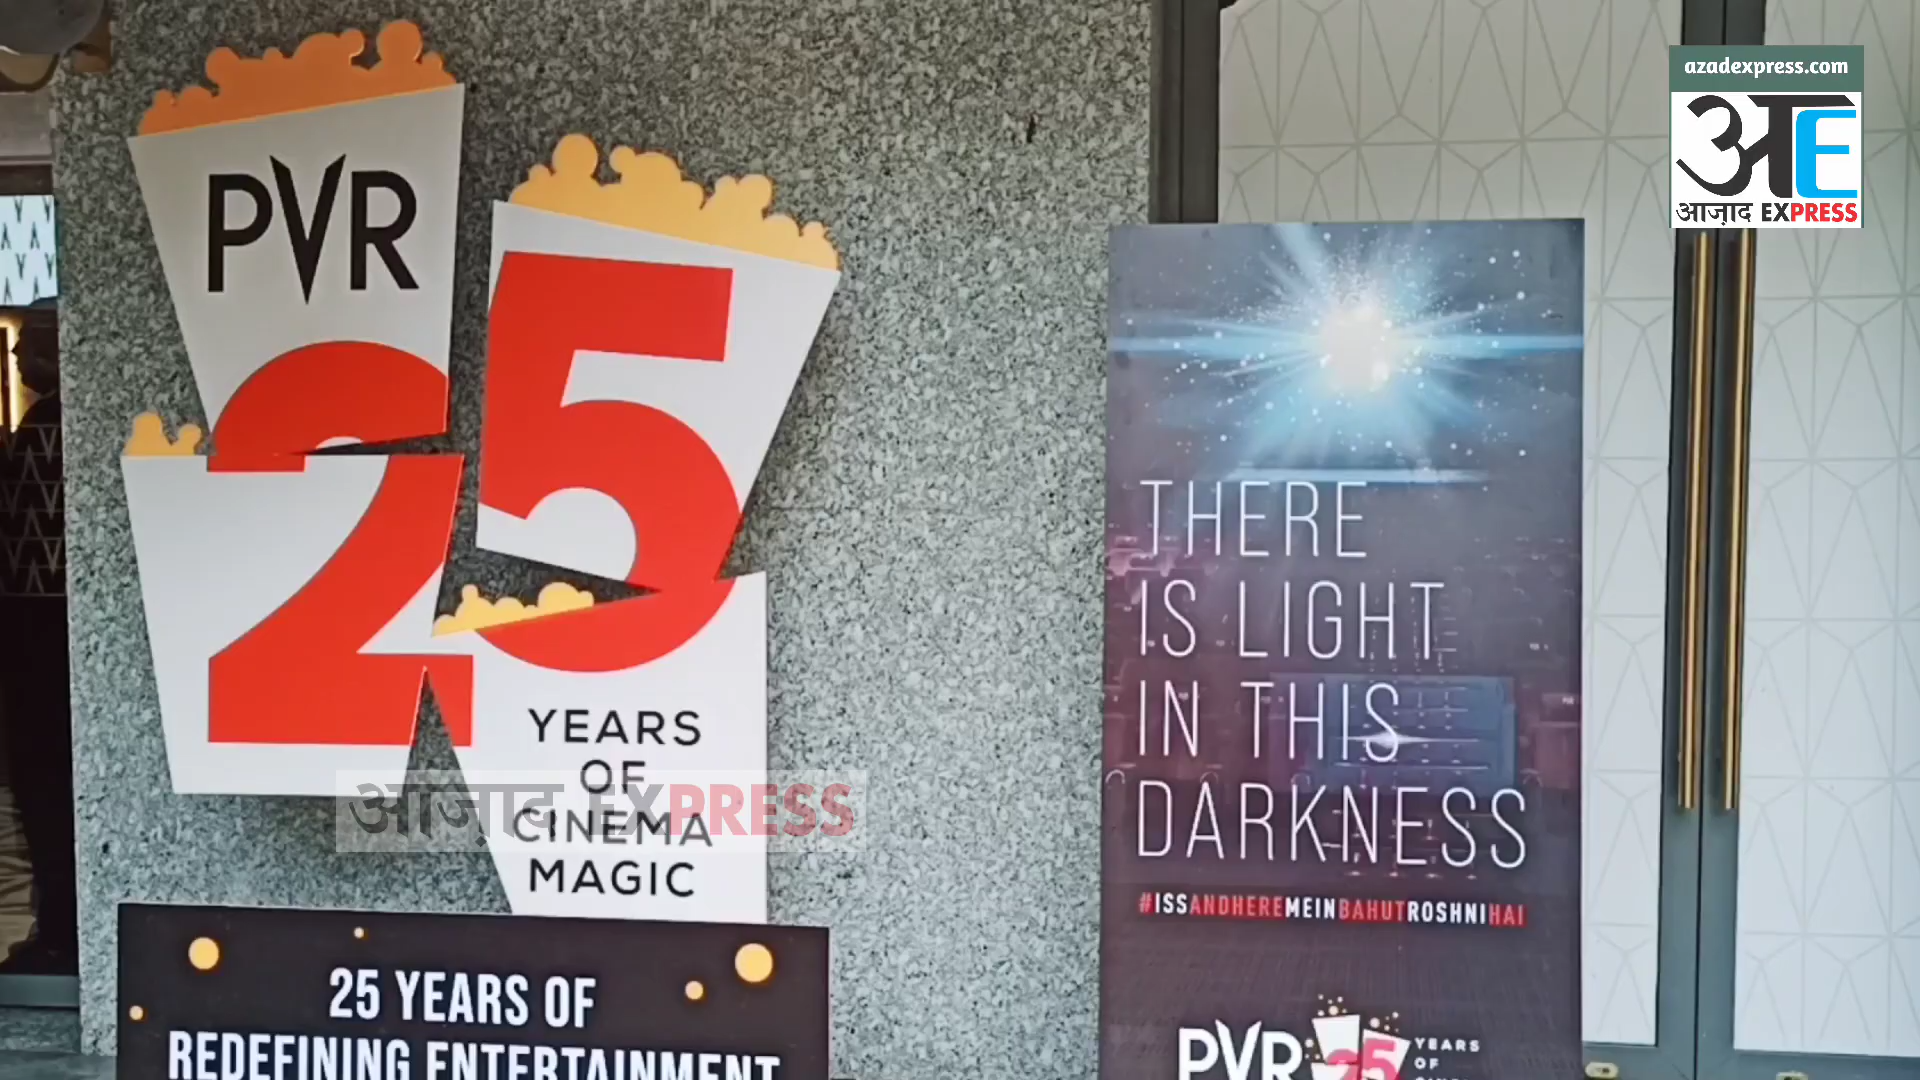 azadexpress.com
अE
आज़ाद EXPRESS
PVR
25
YEARS
OF
CINEMA
MAGIC
आज़ाद EXPRESS
25 YEARS OF
REDEFINING ENTERTAINMENT
THERE
IS LIGHT
IN THIS
DARKNESS
#ISSANDHEREMEINBAHUTROSHNIHAI
PVR 25 YEARS
OF